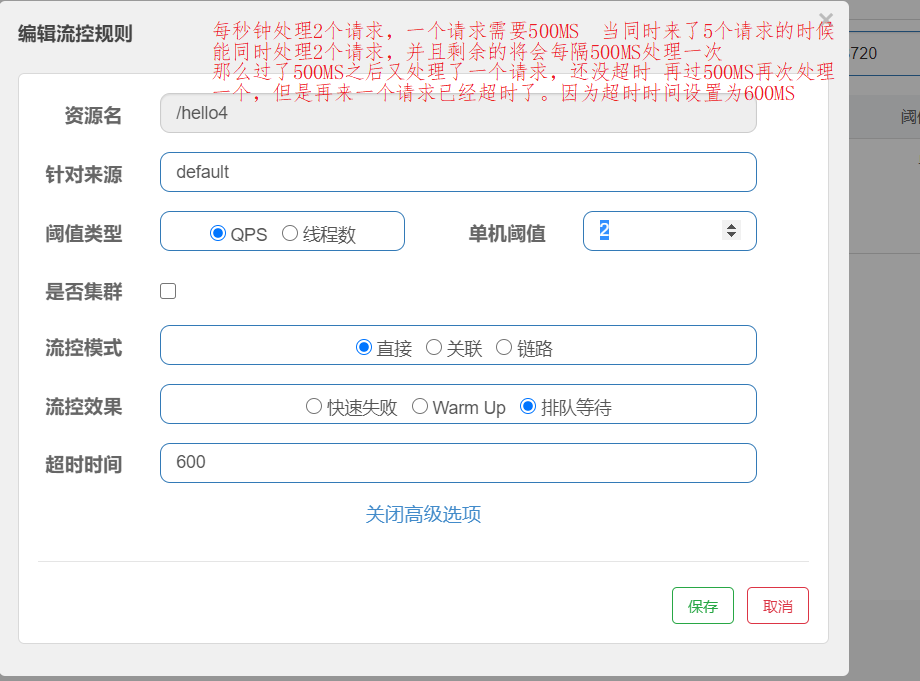 编辑流控规则
×
每秒钟处理2个请求，一个请求需要500MS  当同时来了5个请求的时候
能同时处理2个请求，并且剩余的将会每隔500MS处理一次
那么过了500MS之后又处理了一个请求，还没超时 再过500MS再次处理
一个，但是再来一个请求已经超时了。因为超时时间设置为600MS
720
资源名 /hello4
针对来源 default
阈值类型 QPS 线程数 单机阈值 2
是否集群
流控模式 直接 关联 链路
流控效果 快速失败 Warm Up 排队等待
超时时间 600
关闭高级选项
保存 取消